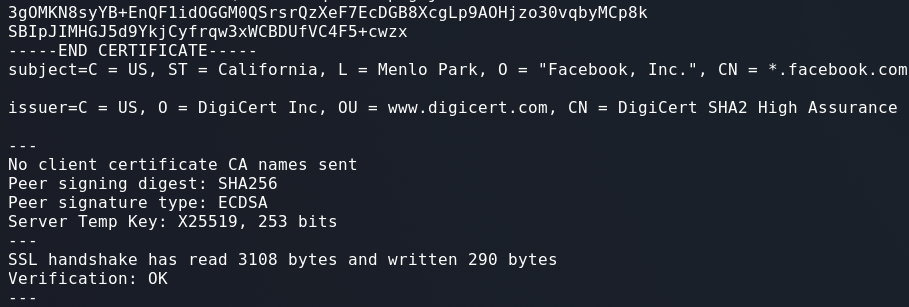 3gOMKN8syYB+EnQF1idOGGM0QSrsrQzXeF7EcDGB8XcgLp9AOHjzo30vqbyMCp8k
SBIpJIMHGJ5d9YkjCyfrqw3xWCBDUfVC4F5+cwzx
-----END CERTIFICATE-----
subject=C = US, ST = California, L = Menlo Park, O = "Facebook, Inc.", CN = *.facebook.com
issuer=C = US, O = DigiCert Inc, OU = www.digicert.com, CN = DigiCert SHA2 High Assurance
---
No client certificate CA names sent
Peer signing digest: SHA256
Peer signature type: ECDSA
Server Temp Key: X25519, 253 bits
---
SSL handshake has read 3108 bytes and written 290 bytes
Verification: OK
---